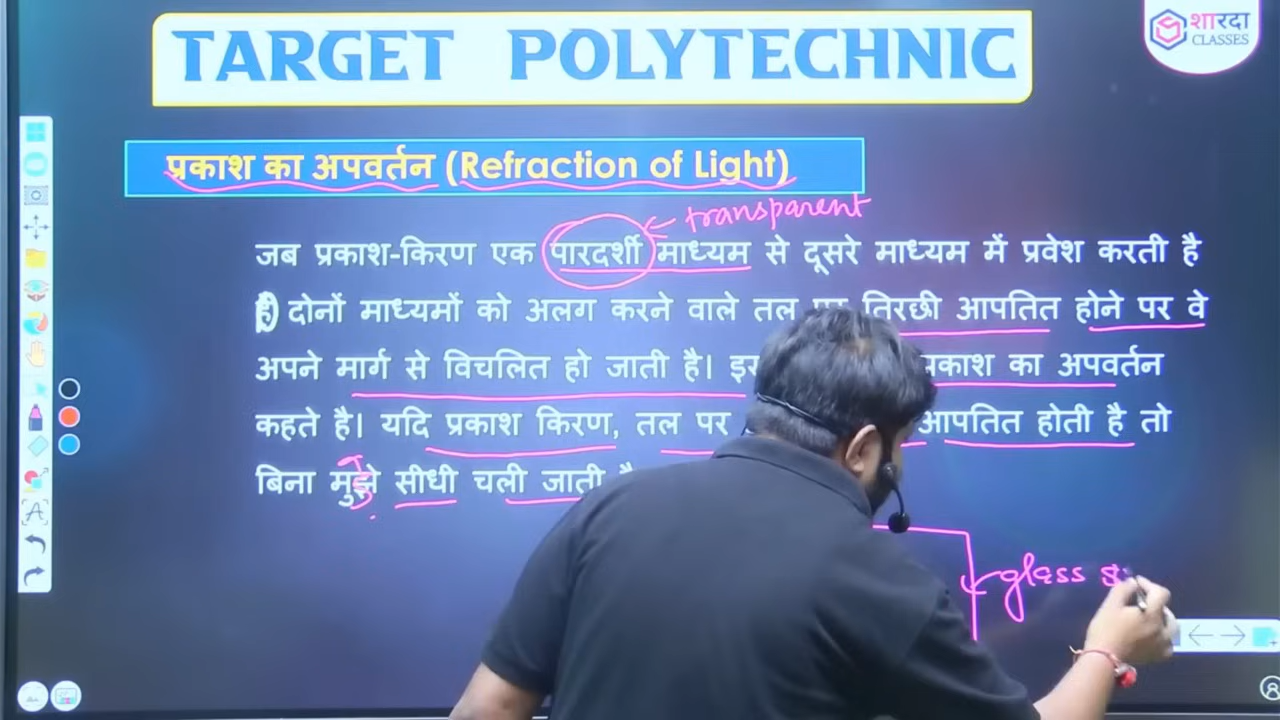 शारदा
CLASSES
TARGET POLYTECHNIC
प्रकाश का अपवर्तन (Refraction of Light)
transparent
जब प्रकाश-किरण एक पारदर्शी माध्यम से दूसरे माध्यम में प्रवेश करती है
दोनों माध्यमों को अलग करने वाले तल पर तिरछी आपतित होने पर वे
अपने मार्ग से विचलित हो जाती है। प्रकाश का अपवर्तन
कहते है। यदि प्रकाश किरण, तल पर आपतित होती है तो
बिना सीधी चली जाती
glass